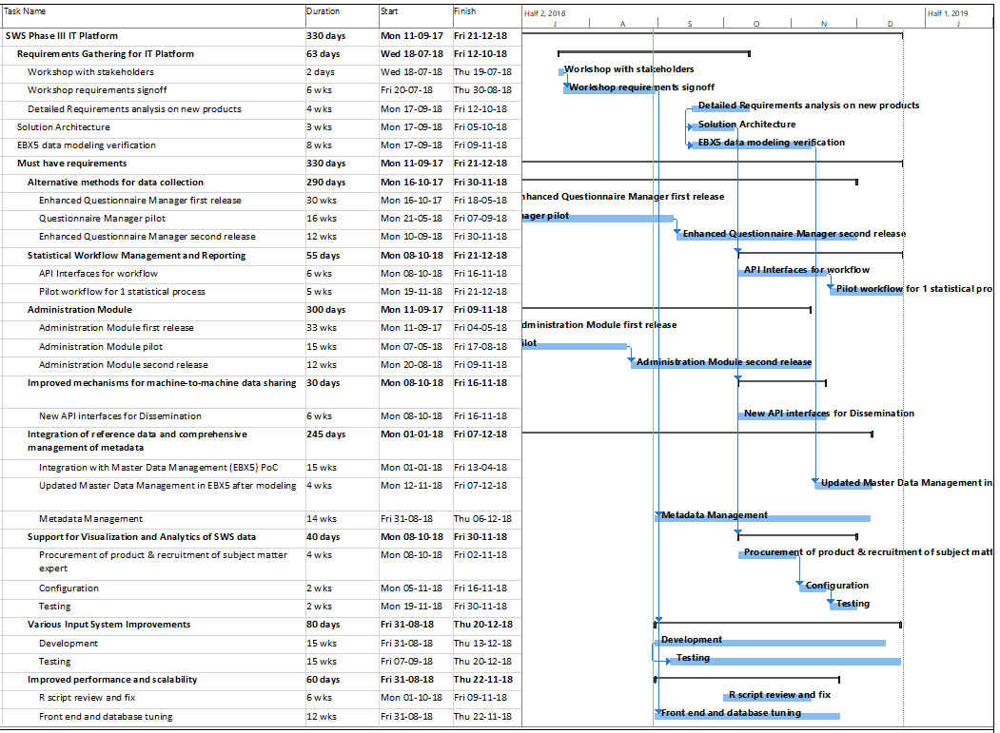 Task Name Duration Start Finish Half 2, 2018 Half 1, 2019
J A S O N D J
SWS Phase III IT Platform 330 days Mon 11-09-17 Fri 21-12-18
Requirements Gathering for IT Platform 63 days Wed 18-07-18 Fri 12-10-18
Workshop with stakeholders 2 days Wed 18-07-18 Thu 19-07-18 Workshop with stakeholders
Workshop requirements signoff 6 wks Fri 20-07-18 Thu 30-08-18 Workshop requirements signoff
Detailed Requirements analysis on new products 4 wks Mon 17-09-18 Fri 12-10-18 Detailed Requirements analysis on new products
Solution Architecture 3 wks Mon 17-09-18 Fri 05-10-18 Solution Architecture
EBX5 data modeling verification 8 wks Mon 17-09-18 Fri 09-11-18 EBX5 data modeling verification
Must have requirements 330 days Mon 11-09-17 Fri 21-12-18
Alternative methods for data collection 290 days Mon 16-10-17 Fri 30-11-18
Enhanced Questionnaire Manager first release 30 wks Mon 16-10-17 Fri 18-05-18 hanced Questionnaire Manager first release
Questionnaire Manager pilot 16 wks Mon 21-05-18 Fri 07-09-18 ager pilot
Enhanced Questionnaire Manager second release 12 wks Mon 10-09-18 Fri 30-11-18 Enhanced Questionnaire Manager second release
Statistical Workflow Management and Reporting 55 days Mon 08-10-18 Fri 21-12-18
API Interfaces for workflow 6 wks Mon 08-10-18 Fri 16-11-18 API Interfaces for workflow
Pilot workflow for 1 statistical process 5 wks Mon 19-11-18 Fri 21-12-18 Pilot workflow for 1 statistical pro
Administration Module 300 days Mon 11-09-17 Fri 09-11-18
Administration Module first release 33 wks Mon 11-09-17 Fri 04-05-18 dministration Module first release
Administration Module pilot 15 wks Mon 07-05-18 Fri 17-08-18 ilot
Administration Module second release 12 wks Mon 20-08-18 Fri 09-11-18 Administration Module second release
Improved mechanisms for machine-to-machine data sharing 30 days Mon 08-10-18 Fri 16-11-18
New API interfaces for Dissemination 6 wks Mon 08-10-18 Fri 16-11-18 New API interfaces for Dissemination
Integration of reference data and comprehensive 245 days Mon 01-01-18 Fri 07-12-18
management of metadata
Integration with Master Data Management (EBX5) PoC 15 wks Mon 01-01-18 Fri 13-04-18
Updated Master Data Management in EBX5 after modeling 4 wks Mon 12-11-18 Fri 07-12-18 Updated Master Data Management in
Metadata Management 14 wks Fri 31-08-18 Thu 06-12-18 Metadata Management
Support for Visualization and Analytics of SWS data 40 days Mon 08-10-18 Fri 30-11-18
Procurement of product & recruitment of subject matter 4 wks Mon 08-10-18 Fri 02-11-18 Procurement of product & recruitment of subject matt
expert
Configuration 2 wks Mon 05-11-18 Fri 16-11-18 Configuration
Testing 2 wks Mon 19-11-18 Fri 30-11-18 Testing
Various Input System Improvements 80 days Fri 31-08-18 Thu 20-12-18
Development 15 wks Fri 31-08-18 Thu 13-12-18 Development
Testing 15 wks Fri 07-09-18 Thu 20-12-18 Testing
Improved performance and scalability 60 days Fri 31-08-18 Thu 22-11-18
R script review and fix 6 wks Mon 01-10-18 Fri 09-11-18 R script review and fix
Front end and database tuning 12 wks Fri 31-08-18 Thu 22-11-18 Front end and database tuning